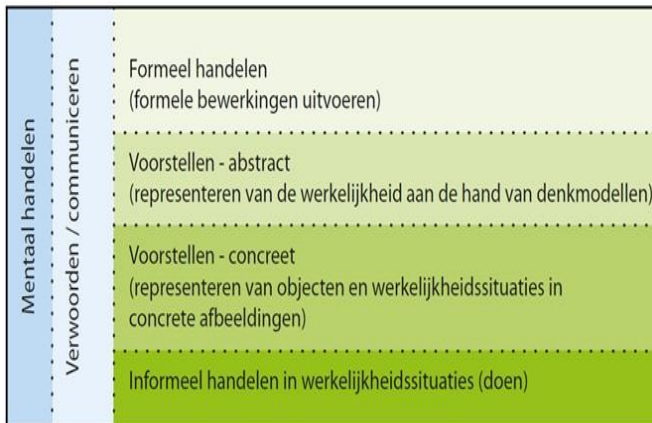 Mentaal handelen
Verwoorden / communiceren
Formeel handelen
(formele bewerkingen uitvoeren)
Voorstellen - abstract
(representeren van de werkelijkheid aan de hand van denkmodellen)
Voorstellen - concreet
(representeren van objecten en werkelijkheidssituaties in
concrete afbeeldingen)
Informeel handelen in werkelijkheidssituaties (doen)